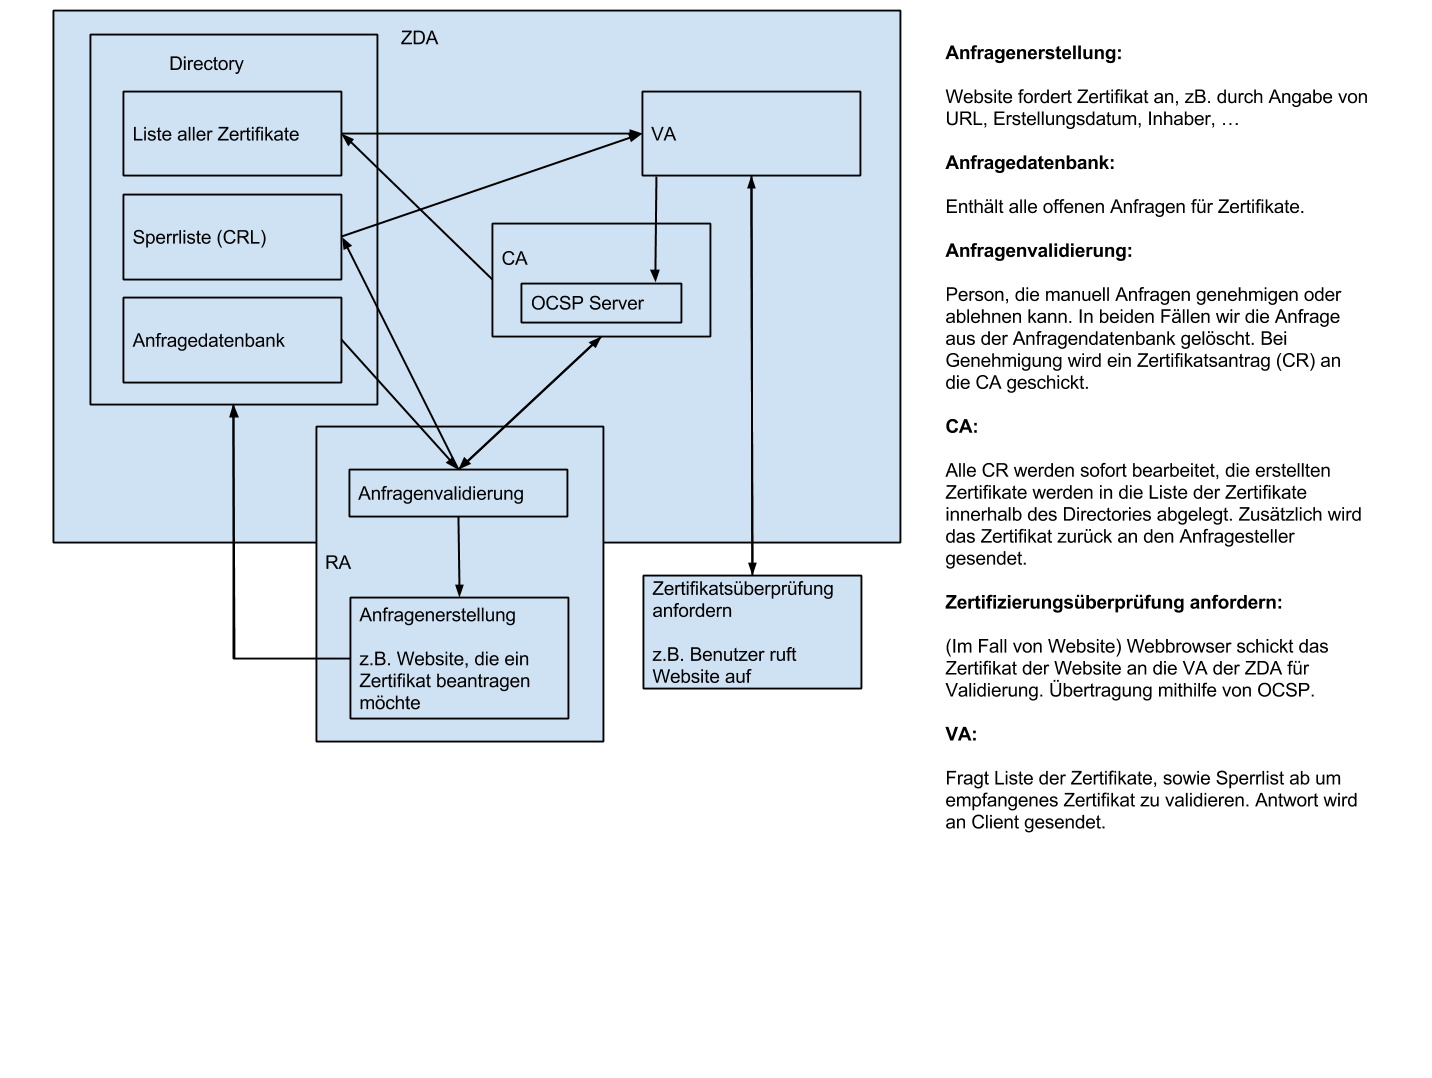 ZDA
Directory
Liste aller Zertifikate
Sperrliste (CRL)
Anfragedatenbank
VA
CA
OCSP Server
Anfragenvalidierung
RA
Anfragenerstellung
z.B. Website, die ein
Zertifikat beantragen
möchte
Zertifikatsüberprüfung
anfordern
z.B. Benutzer ruft
Website auf
Anfragenerstellung:
Website fordert Zertifikat an, zB. durch Angabe von
URL, Erstellungsdatum, Inhaber, …
Anfragedatenbank:
Enthält alle offenen Anfragen für Zertifikate.
Anfragenvalidierung:
Person, die manuell Anfragen genehmigen oder
ablehnen kann. In beiden Fällen wir die Anfrage
aus der Anfragendatenbank gelöscht. Bei
Genehmigung wird ein Zertifikatsantrag (CR) an
die CA geschickt.
CA:
Alle CR werden sofort bearbeitet, die erstellten
Zertifikate werden in die Liste der Zertifikate
innerhalb des Directories abgelegt. Zusätzlich wird
das Zertifikat zurück an den Anfragesteller
gesendet.
Zertifizierungsüberprüfung anfordern:
(Im Fall von Website) Webbrowser schickt das
Zertifikat der Website an die VA der ZDA für
Validierung. Übertragung mithilfe von OCSP.
VA:
Fragt Liste der Zertifikate, sowie Sperrlist ab um
empfangenes Zertifikat zu validieren. Antwort wird
an Client gesendet.